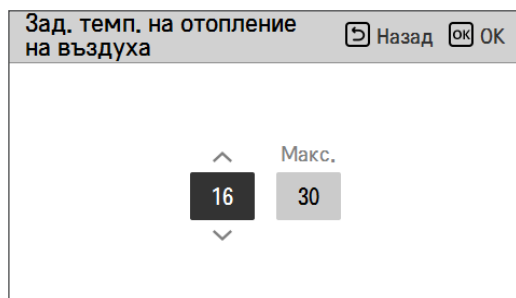 Зад. темп. на отопление
на въздуха
Назад OK OK
Макс.
16 30